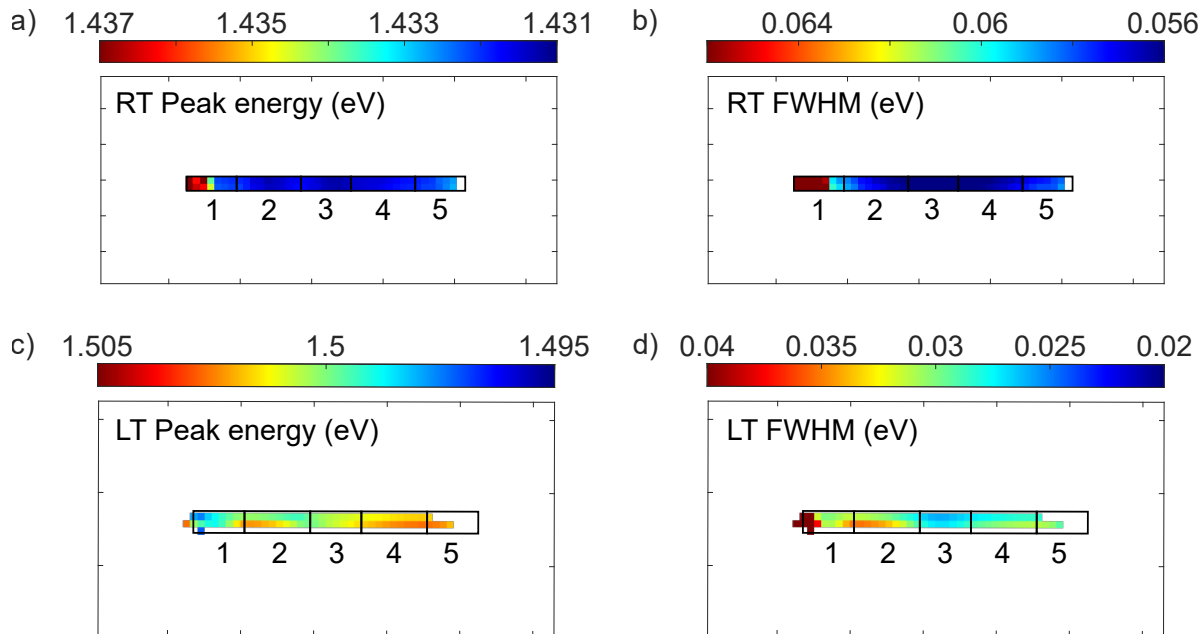 a) 1.437 1.435 1.433 1.431
RT Peak energy (eV)
1 2 3 4 5
b) 0.064 0.06 0.056
RT FWHM (eV)
1 2 3 4 5
c) 1.505 1.5 1.495
LT Peak energy (eV)
1 2 3 4 5
d) 0.04 0.035 0.03 0.025 0.02
LT FWHM (eV)
1 2 3 4 5